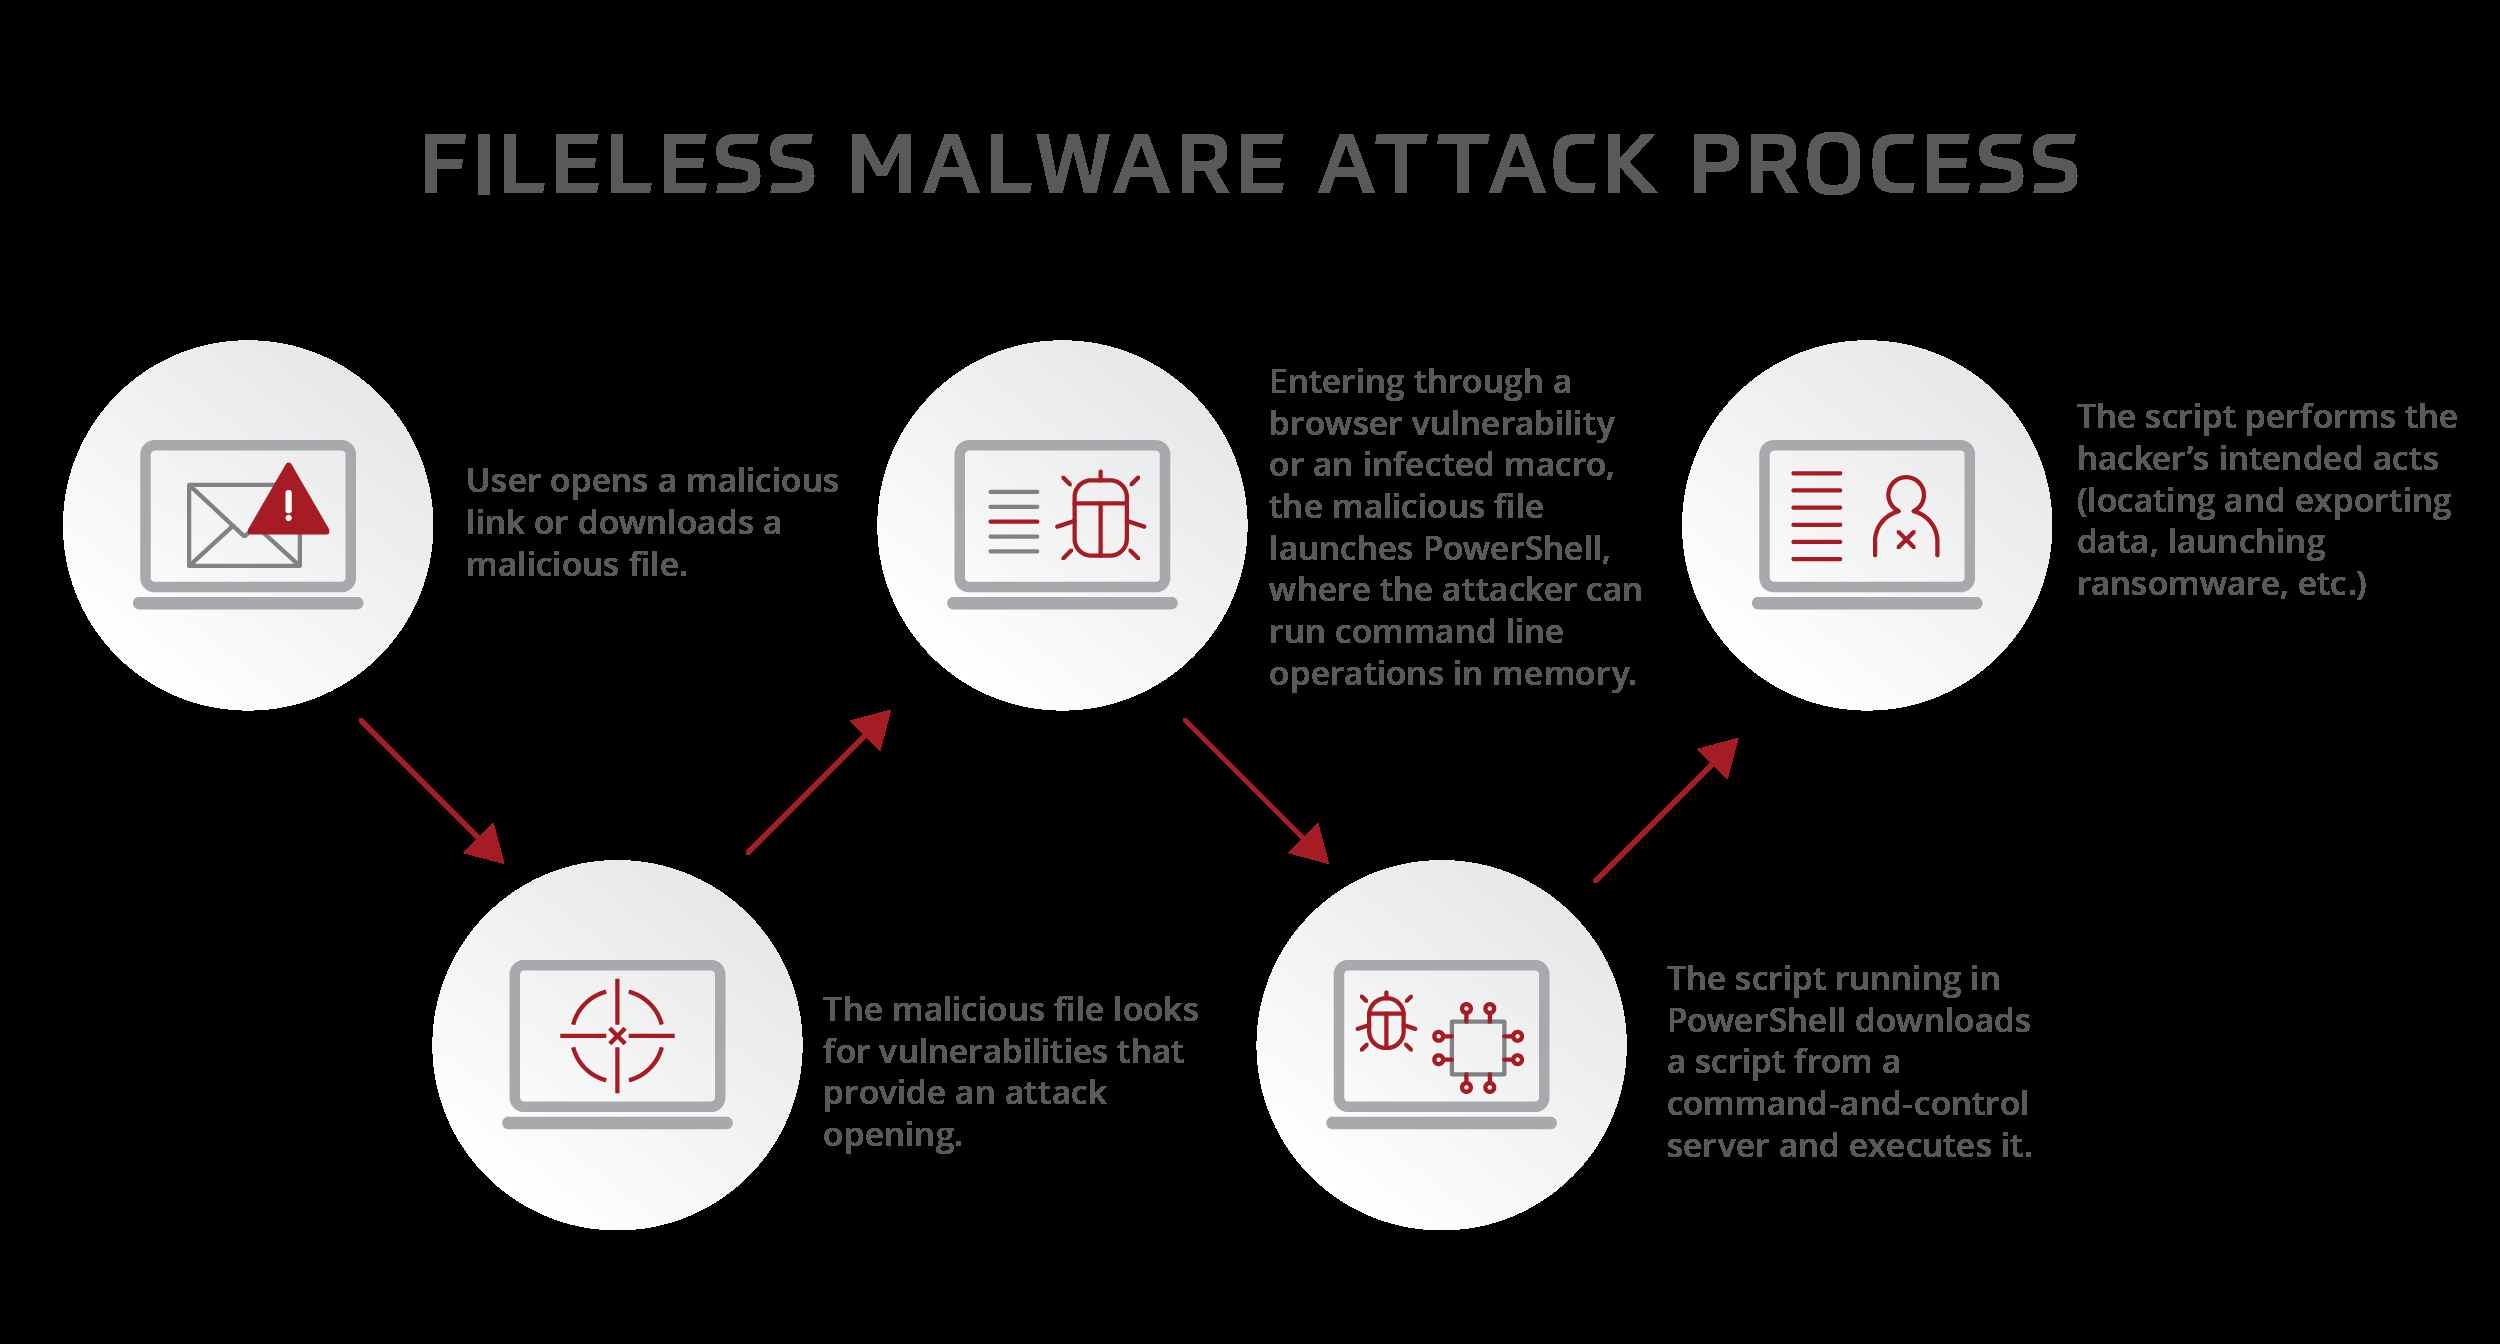 FILELESS MALWARE ATTACK PROCESS
User opens a malicious
link or downloads a
malicious file.
The malicious file looks
for vulnerabilities that
provide an attack
opening.
Entering through a
browser vulnerability
or an infected macro,
the malicious file
launches PowerShell,
where the attacker can
run command line
operations in memory.
The script running in
PowerShell downloads
a script from a
command-and-control
server and executes it.
The script performs the
hacker’s intended acts
(locating and exporting
data, launching
ransomware, etc.)